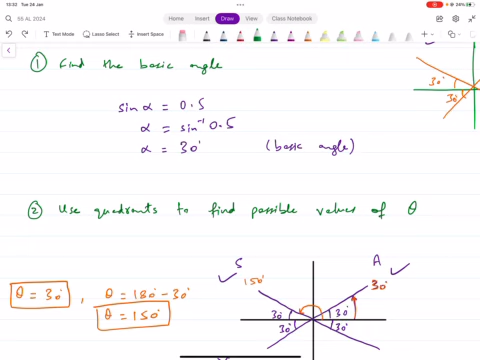 13:32 Tue 24 Jan
SS AL 2024
Home Insert Draw View Class Notebook
Text Mode Lasso Select Insert Space
① Find the basic angle
30°
30°
sin α = 0.5
α = sin⁻¹ 0.5
α = 30° (basic angle)
② Use quadrants to find possible values of θ
S A
150° 30°
θ = 30° , θ = 180 - 30°
θ = 150°
30° 30°
30° 30°